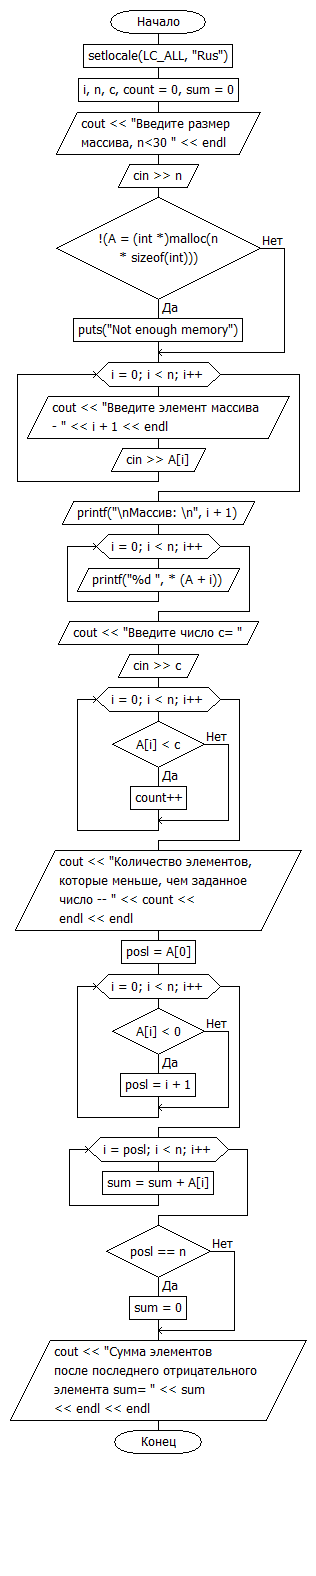 Начало
setlocale(LC_ALL, "Rus")
i, n, c, count = 0, sum = 0
cout << "Введите размер
массива, n<30 " << endl
cin >> n
!(A = (int *)malloc(n
* sizeof(int)))
Нет
Да
puts("Not enough memory")
i = 0; i < n; i++
cout << "Введите элемент массива
- " << i + 1 << endl
cin >> A[i]
printf("\nМассив: \n", i + 1)
i = 0; i < n; i++
printf("%d ", * (A + i))
cout << "Введите число c= "
cin >> c
i = 0; i < n; i++
A[i] < c
Нет
Да
count++
cout << "Количество элементов,
которые меньше, чем заданное
число -- " << count <<
endl << endl
posl = A[0]
i = 0; i < n; i++
A[i] < 0
Нет
Да
posl = i + 1
i = posl; i < n; i++
sum = sum + A[i]
posl == n
Нет
Да
sum = 0
cout << "Сумма элементов
после последнего отрицательного
элемента sum= " << sum
<< endl << endl
Конец